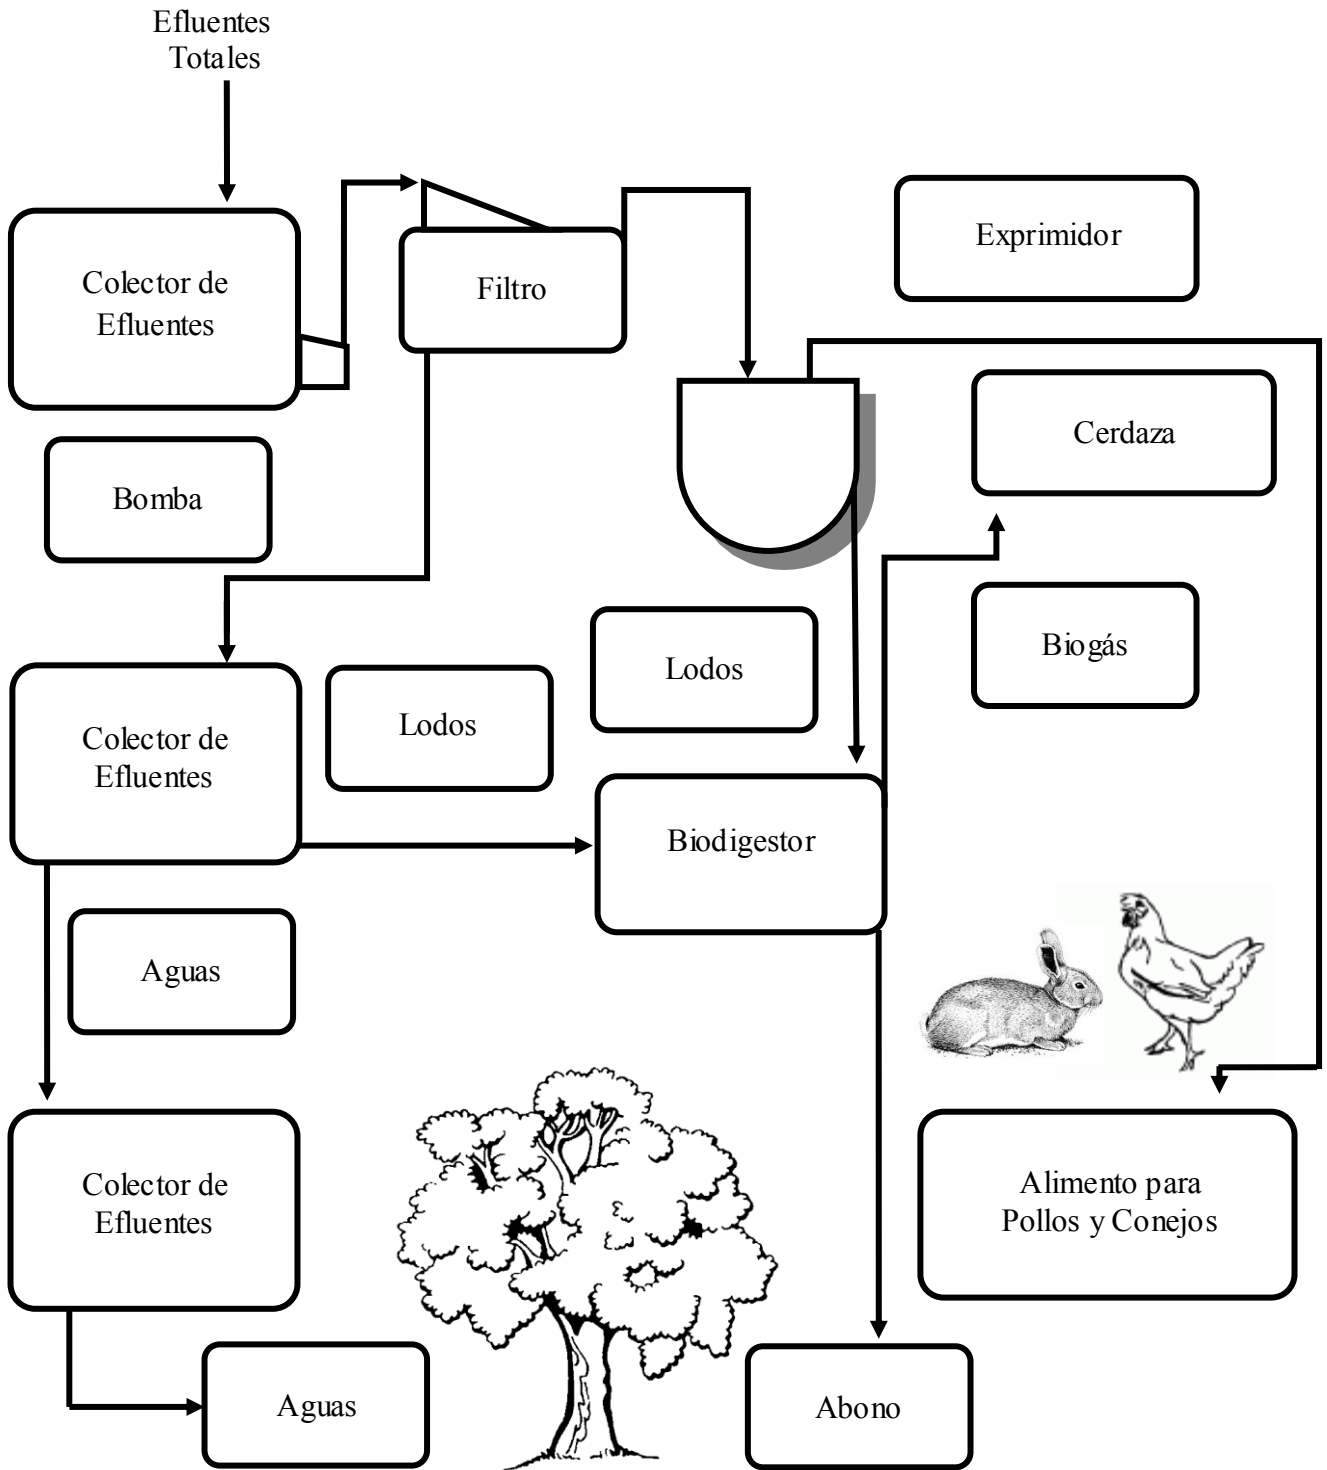 Efluentes
Totales
Exprimidor
Colector de
Efluentes
Filtro
Cerdaza
Bomba
Biogás
Lodos
Lodos
Colector de
Efluentes
Biodigestor
Aguas
Colector de
Efluentes
Alimento para
Pollos y Conejos
Aguas
Abono